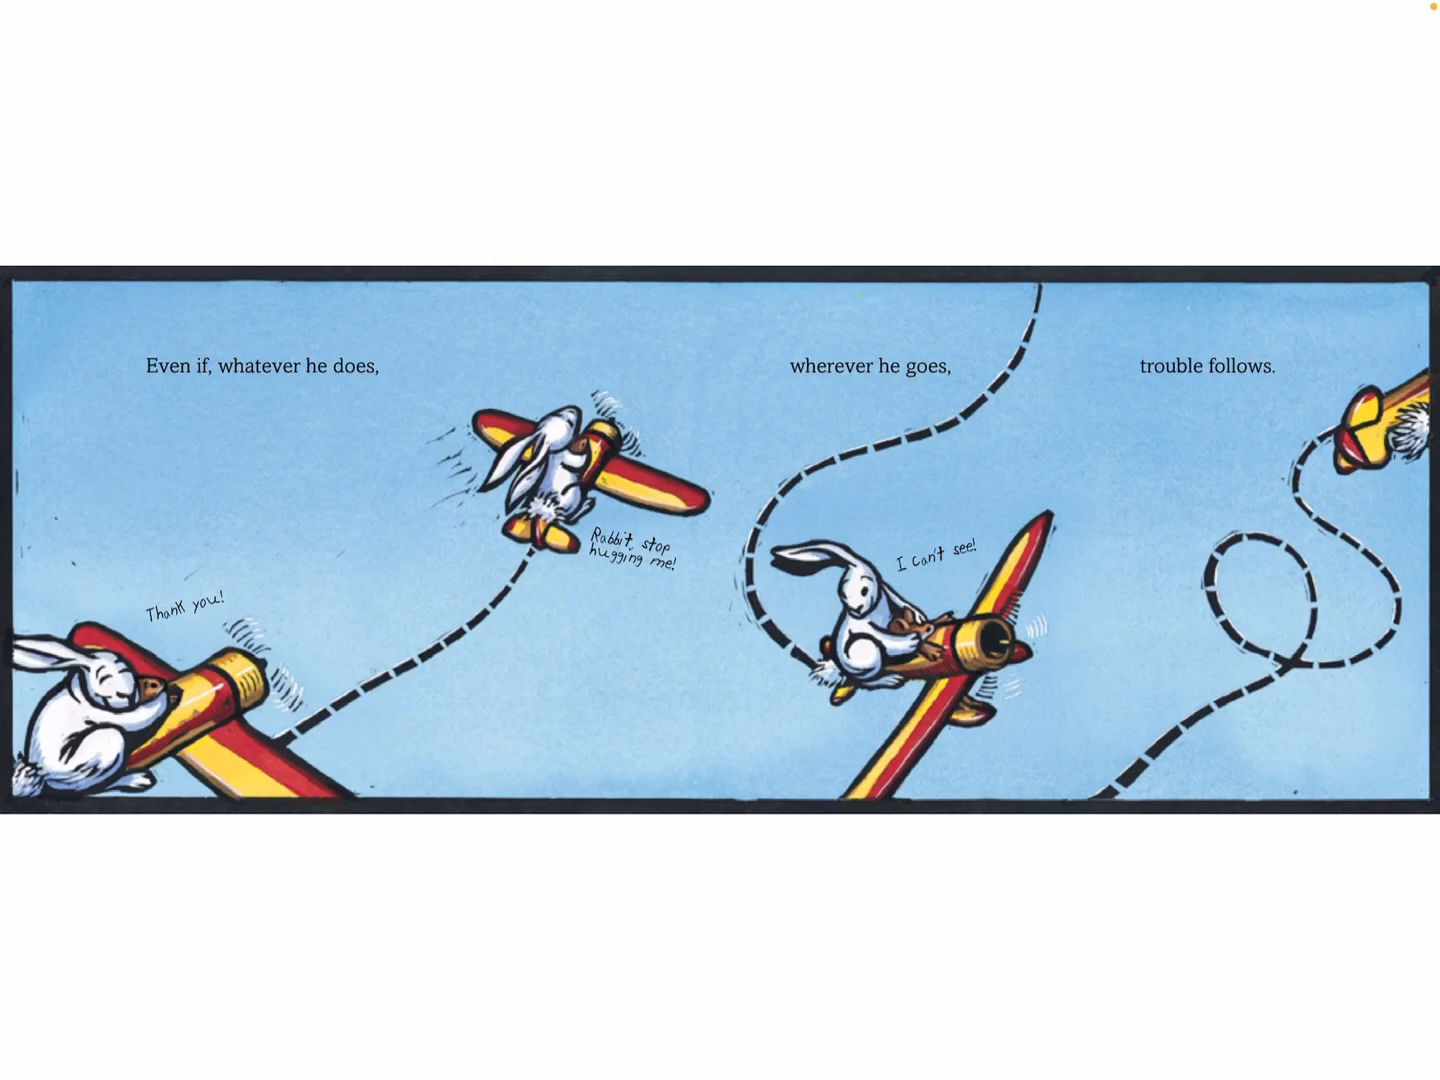 Even if, whatever he does,
wherever he goes,
trouble follows.
Thank you!
Rabbit, stop
hugging me!
I can't see!